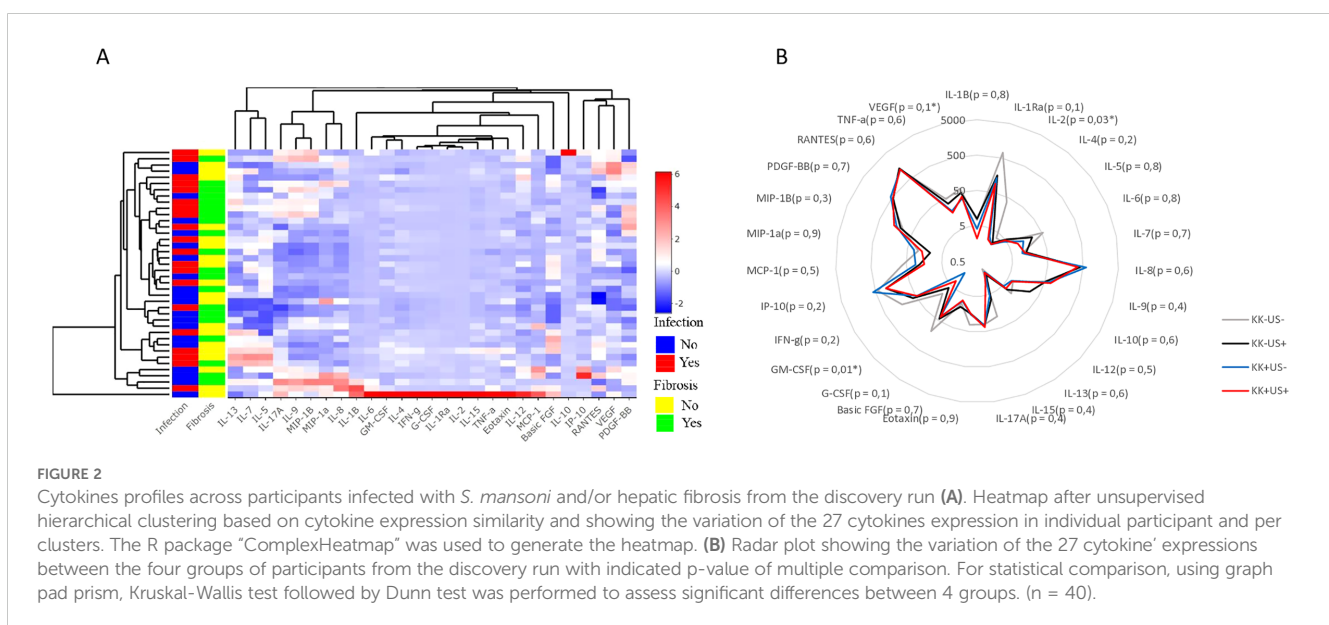 A
B
6
4
2
0
-2
Infection
No
Yes
Fibrosis
No
Yes
Infection
Fibrosis
IL-13
IL-7
IL-5
IL-17A
IL-9
MIP-1B
MIP-1a
IL-8
IL-1B
IL-6
GM-CSF
IL-4
IFN-g
G-CSF
IL-1Ra
IL-2
IL-15
TNF-a
Eotaxin
IL-12
MCP-1
Basic FGF
IL-10
IP-10
RANTES
VEGF
PDGF-BB
IL-1B(p = 0,8)
IL-1Ra(p = 0,1)
IL-2(p = 0,03*)
IL-4(p = 0,2)
IL-5(p = 0,8)
IL-6(p = 0,8)
IL-7(p = 0,7)
IL-8(p = 0,6)
IL-9(p = 0,4)
IL-10(p = 0,6)
IL-12(p = 0,5)
IL-13(p = 0,6)
IL-15(p = 0,4)
IL-17A(p = 0,4)
Eotaxin(p = 0,9)
Basic FGF(p = 0,7)
G-CSF(p = 0,1)
GM-CSF(p = 0,01*)
IFN-g(p = 0,2)
IP-10(p = 0,2)
MCP-1(p = 0,5)
MIP-1a(p = 0,9)
MIP-1B(p = 0,3)
PDGF-BB(p = 0,7)
RANTES(p = 0,6)
TNF-a(p = 0,6)
VEGF(p = 0,1*)
5000
500
50
5
0.5
KK-US-
KK-US+
KK+US-
KK+US+
FIGURE 2
Cytokines profiles across participants infected with S. mansoni and/or hepatic fibrosis from the discovery run (A). Heatmap after unsupervised
hierarchical clustering based on cytokine expression similarity and showing the variation of the 27 cytokines expression in individual participant and per
clusters. The R package “ComplexHeatmap” was used to generate the heatmap. (B) Radar plot showing the variation of the 27 cytokine’ expressions
between the four groups of participants from the discovery run with indicated p-value of multiple comparison. For statistical comparison, using graph
pad prism, Kruskal-Wallis test followed by Dunn test was performed to assess significant differences between 4 groups. (n = 40).